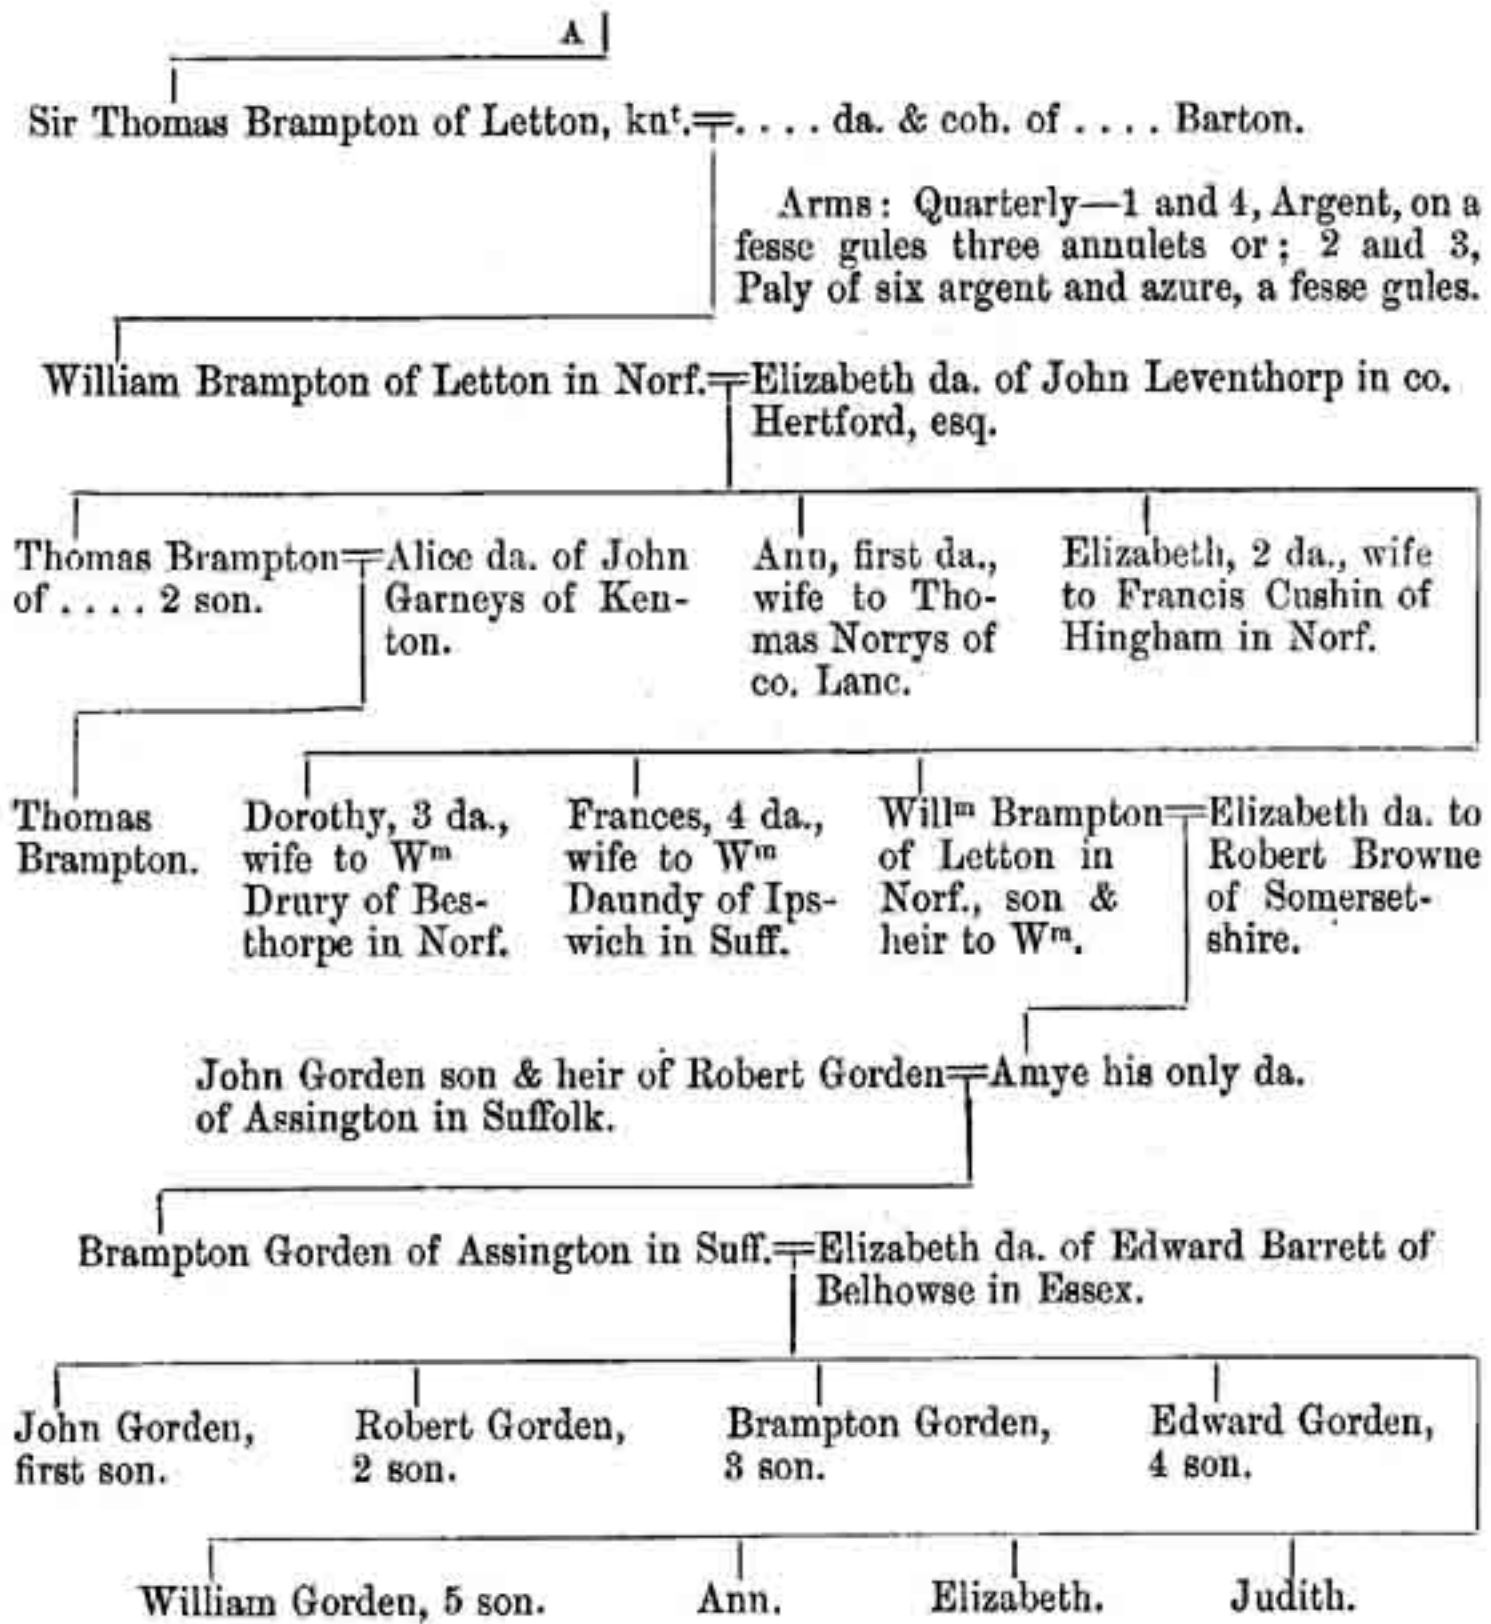 A
Sir Thomas Brampton of Letton, knᵗ.=. . . . da. & coh. of . . . . Barton.
Arms: Quarterly—1 and 4, Argent, on a
fesse gules three annulets or; 2 and 3,
Paly of six argent and azure, a fesse gules.
William Brampton of Letton in Norf.=Elizabeth da. of John Leventhorp in co.
Hertford, esq.
Thomas Brampton=
of . . . . 2 son.
Alice da. of John
Garneys of Ken-
ton.
Ann, first da.,
wife to Tho-
mas Norrys of
co. Lanc.
Elizabeth, 2 da., wife
to Francis Cushin of
Hingham in Norf.
Thomas
Brampton.
Dorothy, 3 da.,
wife to Wᵐ
Drury of Bes-
thorpe in Norf.
Frances, 4 da.,
wife to Wᵐ
Daundy of Ips-
wich in Suff.
Willᵐ Brampton=
of Letton in
Norf., son &
heir to Wᵐ.
Elizabeth da. to
Robert Browne
of Somerset-
shire.
John Gorden son & heir of Robert Gorden=Amye his only da.
of Assington in Suffolk.
Brampton Gorden of Assington in Suff.=Elizabeth da. of Edward Barrett of
Belhowse in Essex.
John Gorden,
first son.
Robert Gorden,
2 son.
Brampton Gorden,
3 son.
Edward Gorden,
4 son.
William Gorden, 5 son.
Ann.
Elizabeth.
Judith.